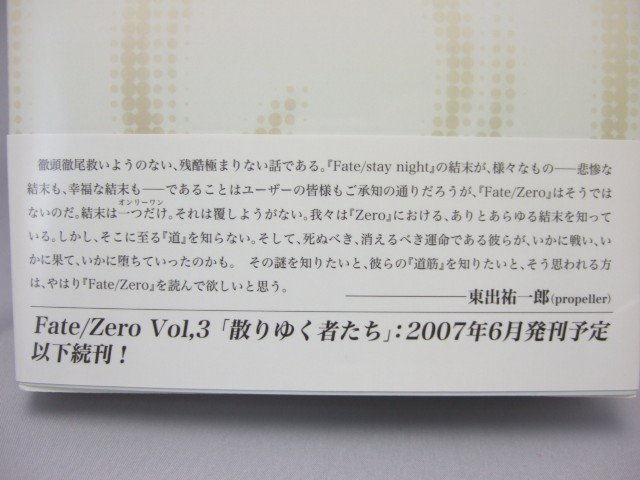 徹頭徹尾救いようのない、残酷極まりない話である。『Fate/stay night』の結末が、様々なもの――悲惨な
結末も、幸福な結末も――であることはユーザーの皆様もご承知の通りだろうが、『Fate/Zero』はそうでは
オンリーワン
ないのだ。結末は一つだけ。それは覆しようがない。我々は『Zero』における、ありとあらゆる結末を知って
いる。しかし、そこに至る『道』を知らない。そして、死ぬべき、消えるべき運命である彼らが、いかに戦い、い
かに果て、いかに堕ちていったのかも。 その謎を知りたいと、彼らの『道筋』を知りたいと、そう思われる方
は、やはり『Fate/Zero』を読んで欲しいと思う。
――――――東出祐一郎(propeller)
Fate/Zero Vol,3「散りゆく者たち」：2007年6月発刊予定
以下続刊！